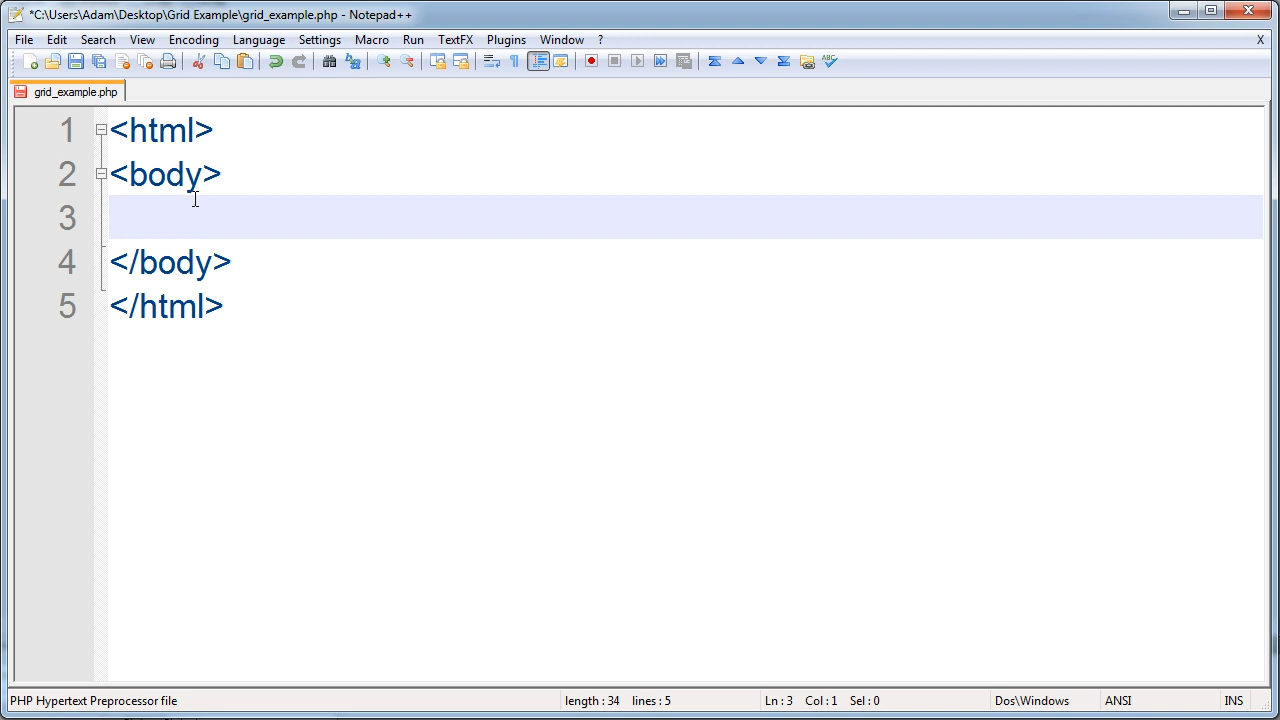 *C:\Users\Adam\Desktop\Grid Example\grid_example.php - Notepad++
File Edit Search View Encoding Language Settings Macro Run TextFX Plugins Window ? X
grid_example.php
1 <html>
2 <body>
3
4 </body>
5 </html>
PHP Hypertext Preprocessor file length : 34 lines : 5 Ln : 3 Col : 1 Sel : 0 Dos\Windows ANSI INS